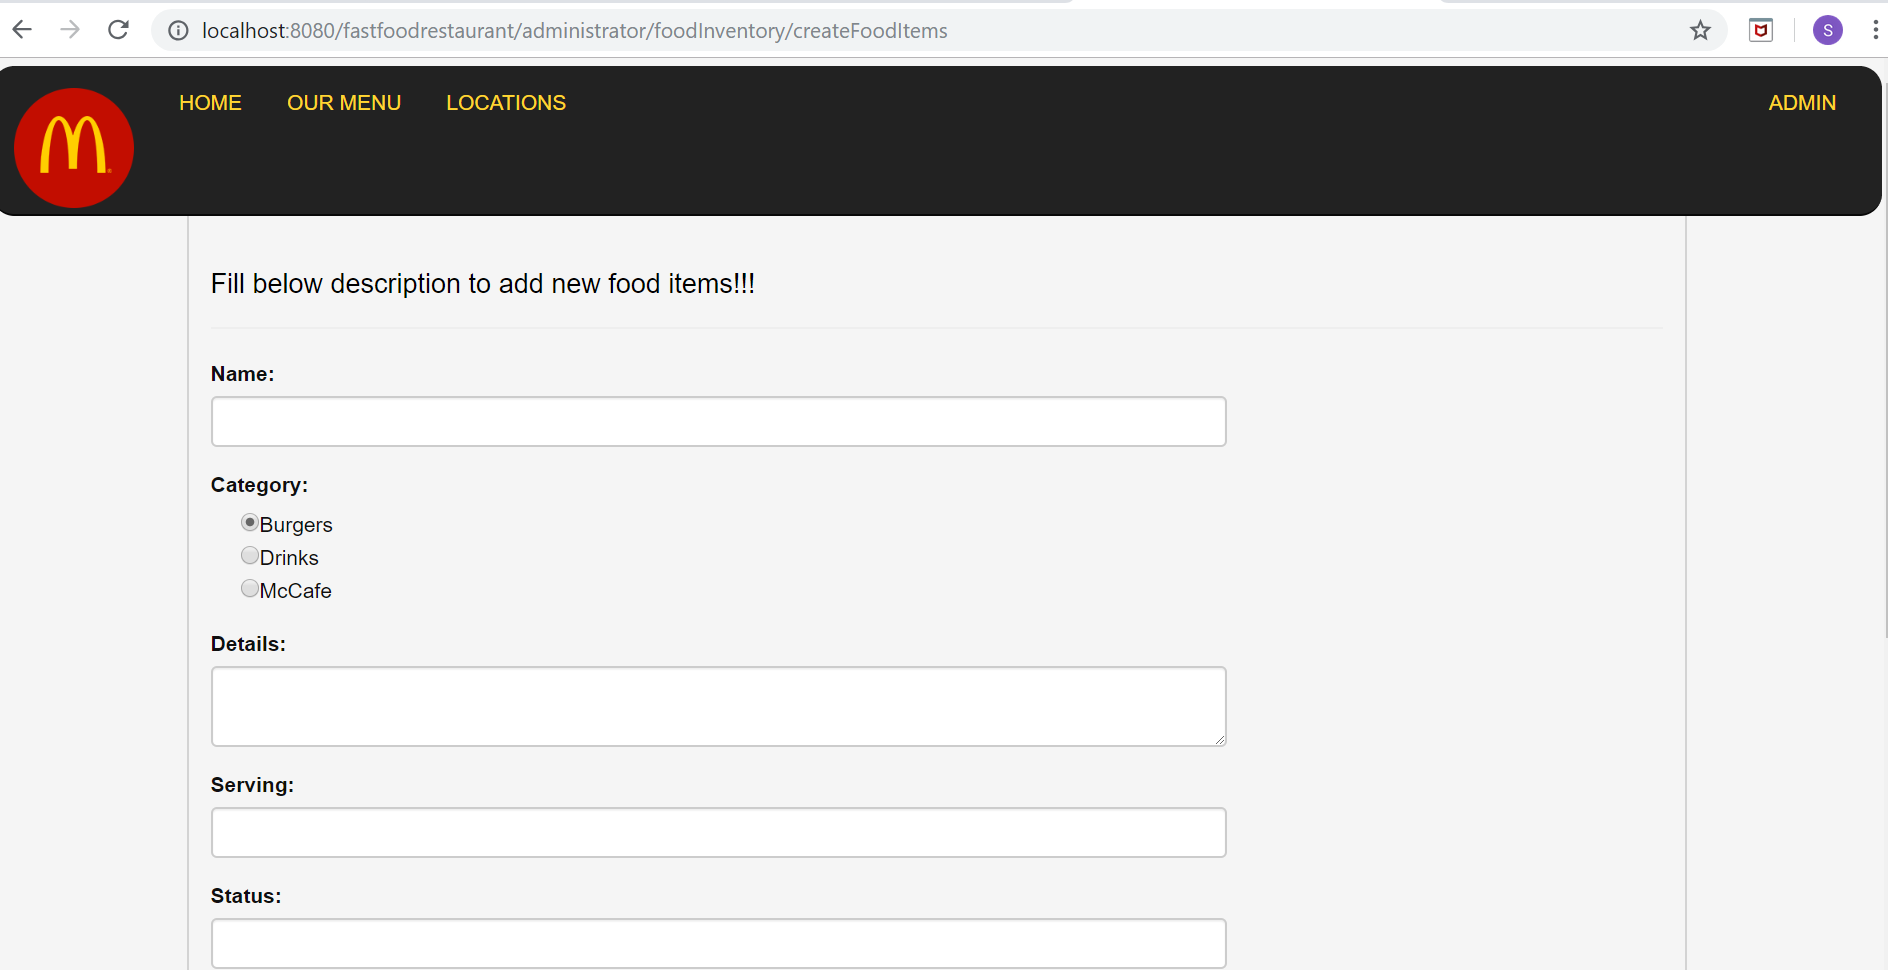 localhost:8080/fastfoodrestaurant/administrator/foodInventory/createFoodItems
S
HOME OUR MENU LOCATIONS ADMIN
Fill below description to add new food items!!!
Name:
Category:
Burgers
Drinks
McCafe
Details:
Serving:
Status: